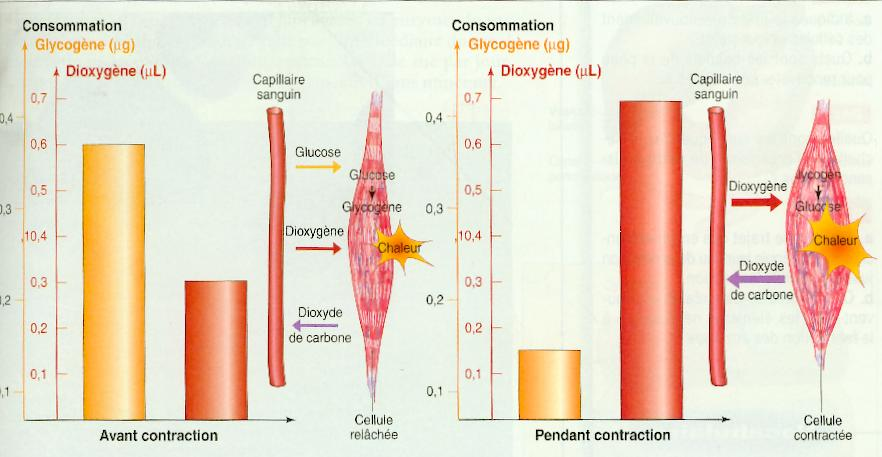 Consommation
Glycogène (µg)
Dioxygène (µL)
0,4
0,3
0,2
0,1
0,7
0,6
0,5
10,4
0,3
0,2
0,1
Capillaire
sanguin
Glucose
Dioxygène
Dioxyde
de carbone
Glucose
Glycogène
Chaleur
Avant contraction
Cellule
relâchée
Consommation
Glycogène (µg)
Dioxygène (µL)
0,4
0,3
0,2
0,1
0,7
0,6
0,5
10,4
0,3
0,2
0,1
Capillaire
sanguin
Dioxygène
Dioxyde
de carbone
lycogèn
Glucose
Chaleur
Pendant contraction
Cellule
contractée